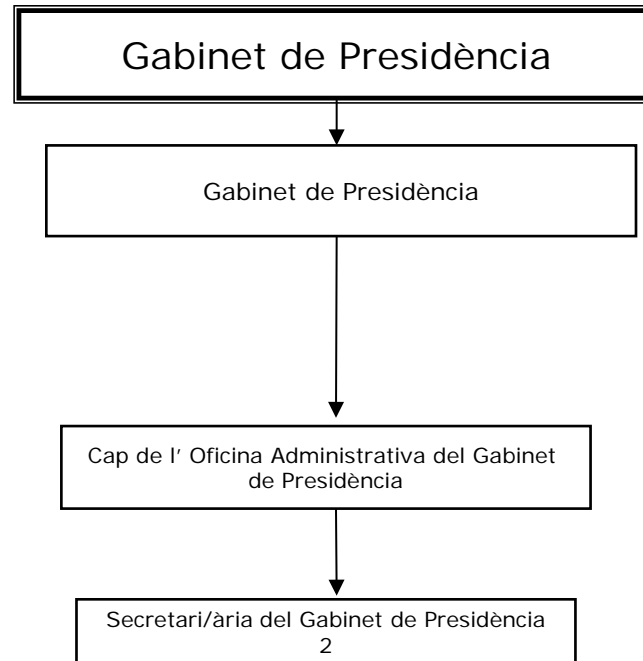 Gabinet de Presidència
Gabinet de Presidència
Cap de l' Oficina Administrativa del Gabinet
de Presidència
Secretari/ària del Gabinet de Presidència
2